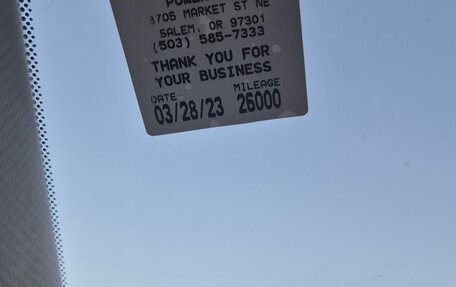 3705 MARKET ST NE
SALEM, OR 97301
(503) 585-7333
THANK YOU FOR
YOUR BUSINESS
DATE MILEAGE
03/28/23 26000